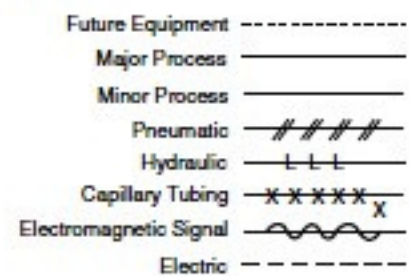 Future Equipment
Major Process
Minor Process
Pneumatic
Hydraulic L L L
Capillary Tubing X X X X X X
Electromagnetic Signal
Electric